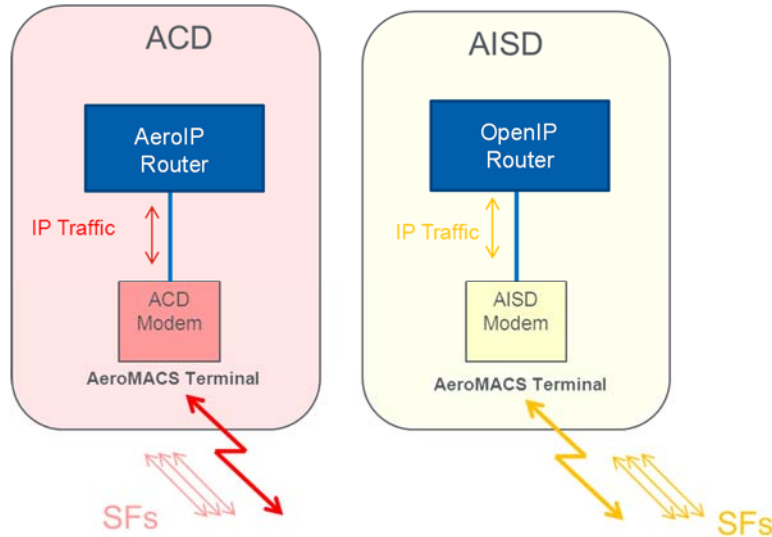 ACD
AeroIP
Router
IP Traffic
ACD
Modem
AeroMACS Terminal
SFs
AISD
OpenIP
Router
IP Traffic
AISD
Modem
AeroMACS Terminal
SFs